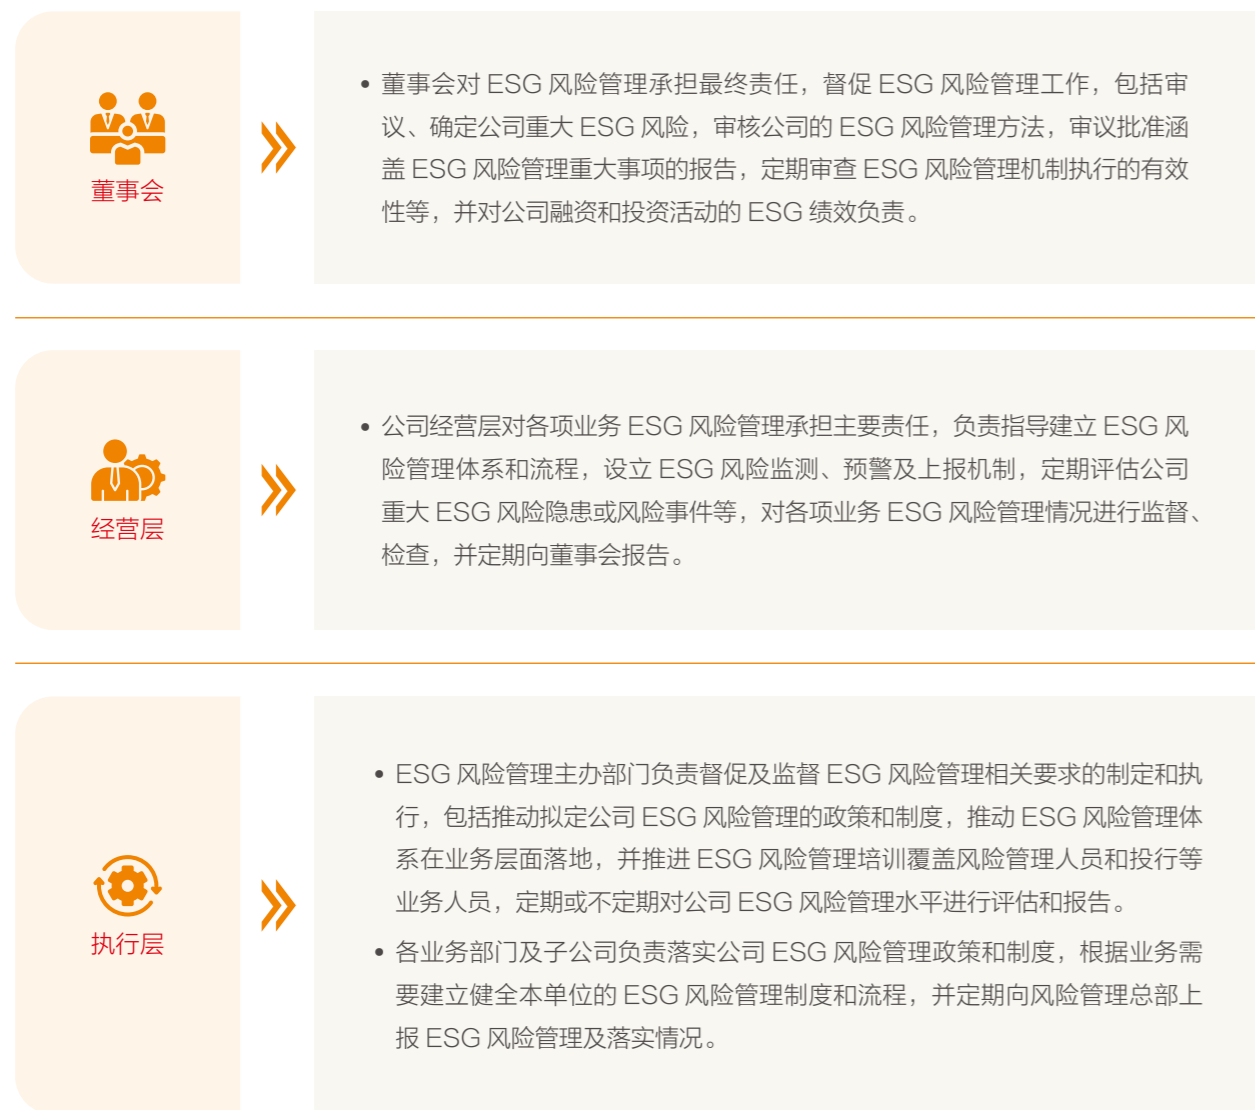 董事会
• 董事会对 ESG 风险管理承担最终责任，督促 ESG 风险管理工作，包括审
议、确定公司重大 ESG 风险，审核公司的 ESG 风险管理方法，审议批准涵
盖 ESG 风险管理重大事项的报告，定期审查 ESG 风险管理机制执行的有效
性等，并对公司融资和投资活动的 ESG 绩效负责。
经营层
• 公司经营层对各项业务 ESG 风险管理承担主要责任，负责指导建立 ESG 风
险管理体系和流程，设立 ESG 风险监测、预警及上报机制，定期评估公司
重大 ESG 风险隐患或风险事件等，对各项业务 ESG 风险管理情况进行监督、
检查，并定期向董事会报告。
执行层
• ESG 风险管理主办部门负责督促及监督 ESG 风险管理相关要求的制定和执
行，包括推动拟定公司 ESG 风险管理的政策和制度，推动 ESG 风险管理体
系在业务层面落地，并推进 ESG 风险管理培训覆盖风险管理人员和投行等
业务人员，定期或不定期对公司 ESG 风险管理水平进行评估和报告。
• 各业务部门及子公司负责落实公司 ESG 风险管理政策和制度，根据业务需
要建立健全本单位的 ESG 风险管理制度和流程，并定期向风险管理总部上
报 ESG 风险管理及落实情况。